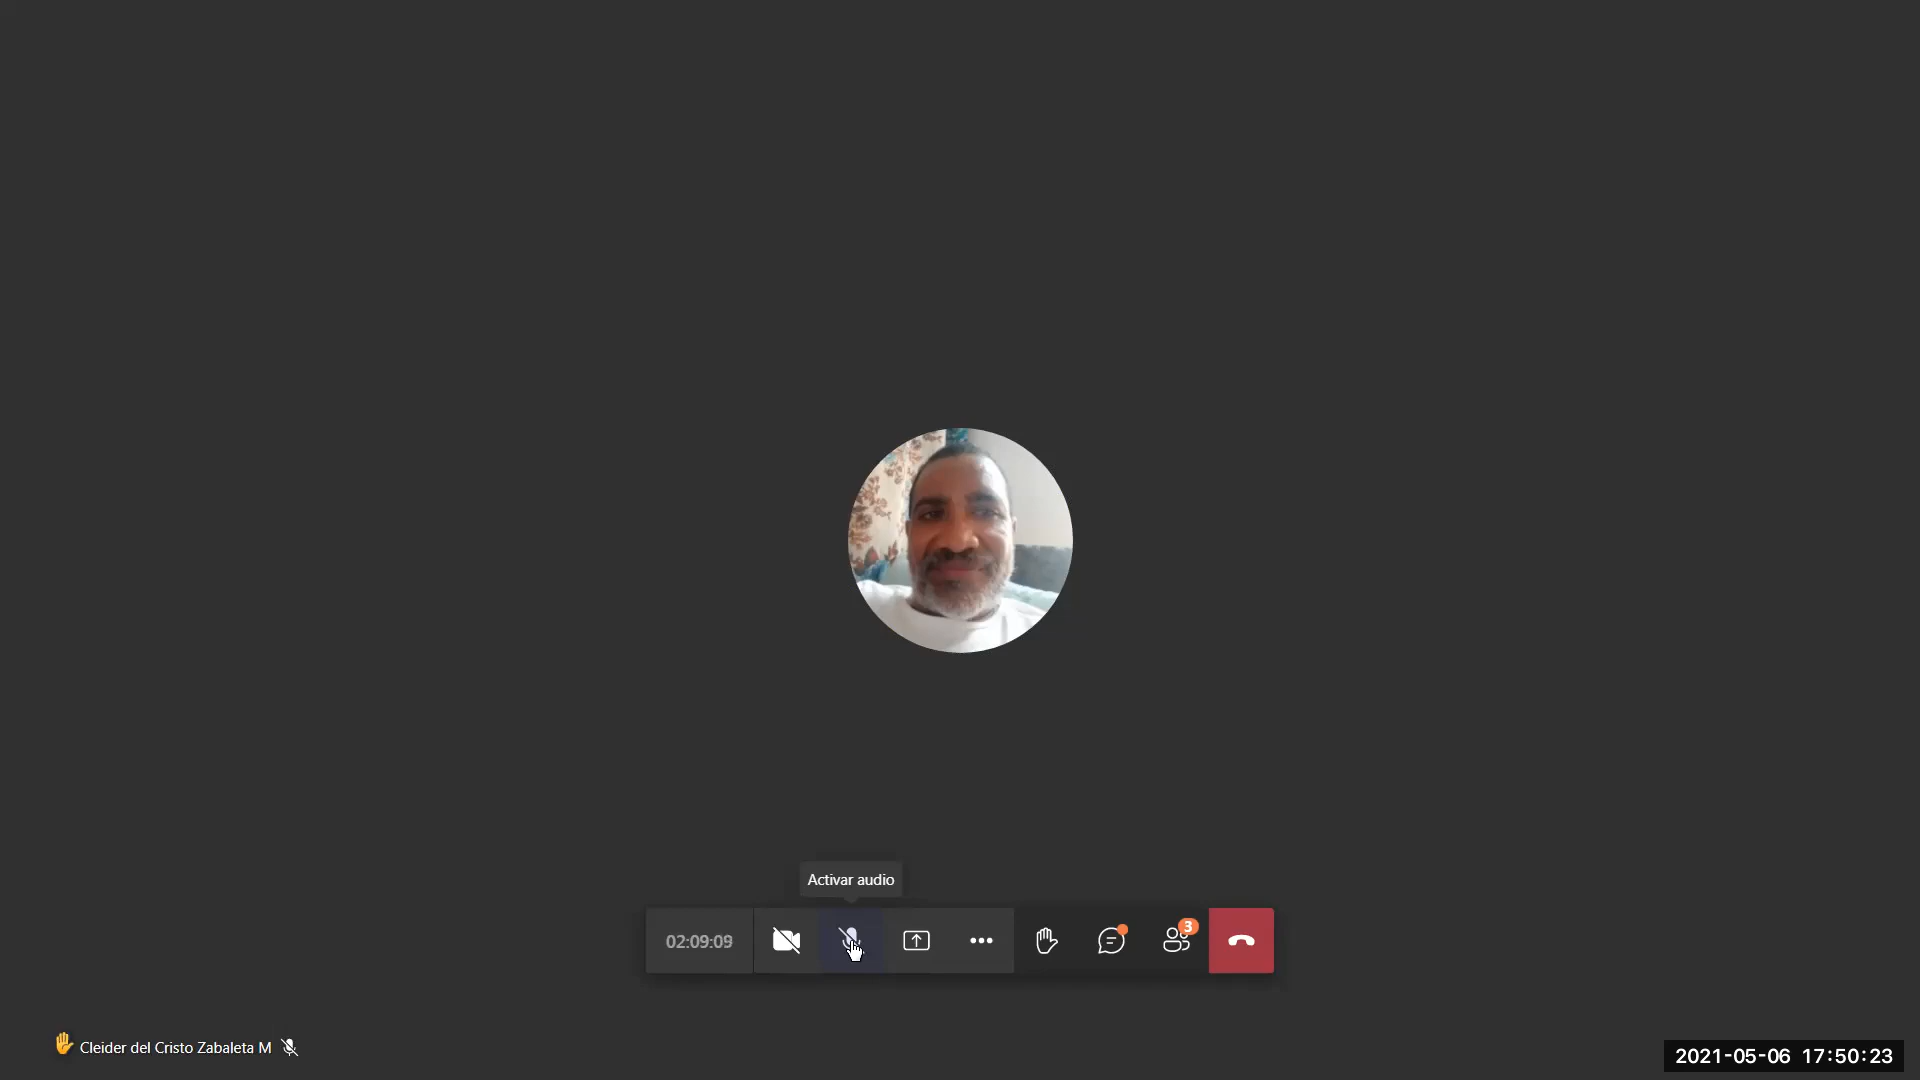 Activar audio
02:09:09
3
Cleider del Cristo Zabaleta M
2021-05-06 17:50:23